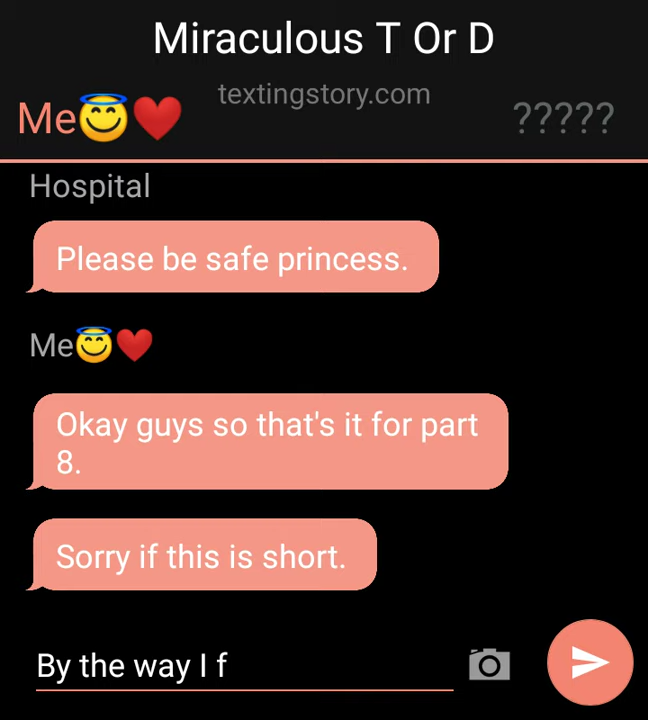 Miraculous T Or D
textingstory.com
Me😇❤️
?????
Hospital
Please be safe princess.
Me😇❤️
Okay guys so that's it for part
8.
Sorry if this is short.
By the way I f